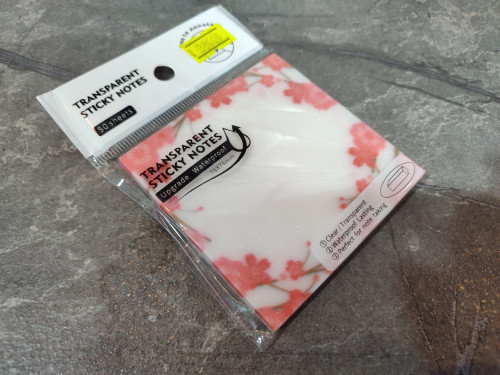 TRANSPARENT
STICKY NOTES
50 sheets
TRANSPARENT
STICKY NOTES
Upgrade Waterproof
① Clear/Transparent
② Waterproof Lasting
③ Perfect for note taking